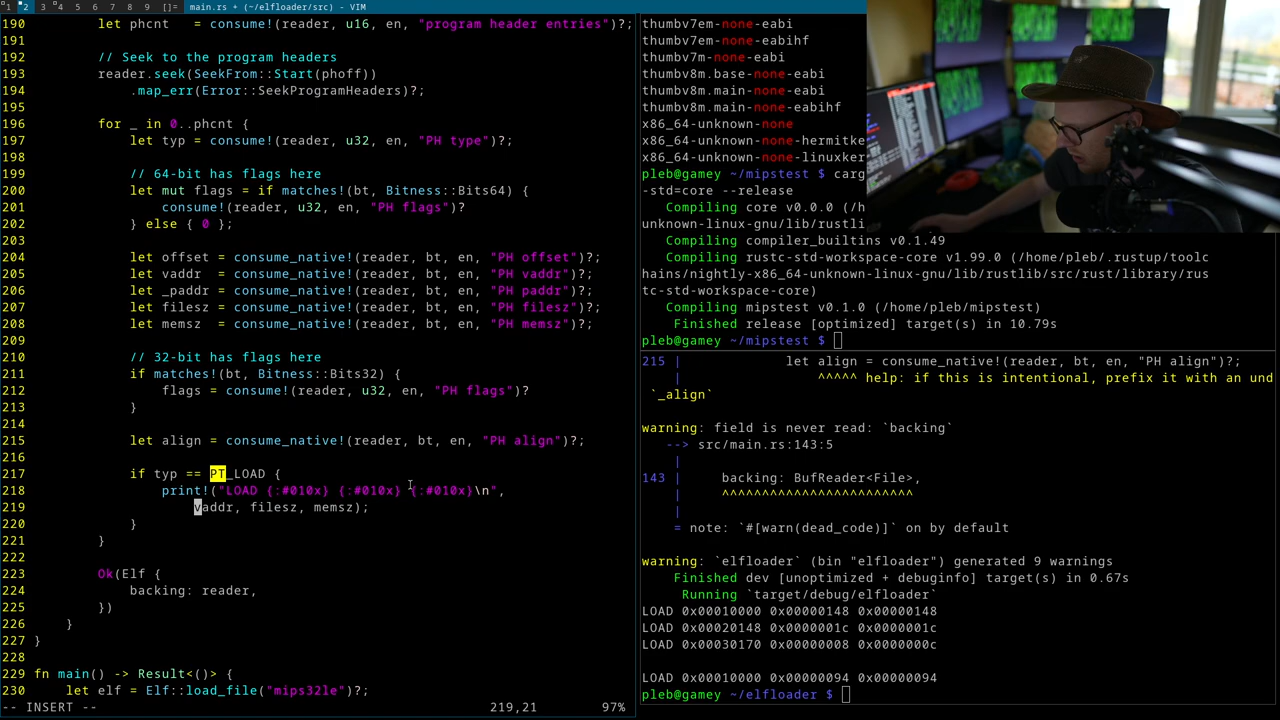 1 2 3 4 5 6 7 8 9 []= main.rs + (~/elfloader/src) - VIM
190 let phcnt = consume!(reader, u16, en, "program header entries")?;
191
192 // Seek to the program headers
193 reader.seek(SeekFrom::Start(phoff))
194 .map_err(Error::SeekProgramHeaders)?;
195
196 for _ in 0..phcnt {
197 let typ = consume!(reader, u32, en, "PH type")?;
198
199 // 64-bit has flags here
200 let mut flags = if matches!(bt, Bitness::Bits64) {
201 consume!(reader, u32, en, "PH flags")?
202 } else { 0 };
203
204 let offset = consume_native!(reader, bt, en, "PH offset")?;
205 let vaddr = consume_native!(reader, bt, en, "PH vaddr")?;
206 let _paddr = consume_native!(reader, bt, en, "PH paddr")?;
207 let filesz = consume_native!(reader, bt, en, "PH filesz")?;
208 let memsz = consume_native!(reader, bt, en, "PH memsz")?;
209
210 // 32-bit has flags here
211 if matches!(bt, Bitness::Bits32) {
212 flags = consume!(reader, u32, en, "PH flags")?
213 }
214
215 let align = consume_native!(reader, bt, en, "PH align")?;
216
217 if typ == PT_LOAD {
218 print!("LOAD {:#010x} {:#010x} {:#010x}\n",
219 vaddr, filesz, memsz);
220 }
221 }
222
223 Ok(Elf {
224 backing: reader,
225 })
226 }
227 }
228
229 fn main() -> Result<()> {
230 let elf = Elf::load_file("mips32le")?;
-- INSERT -- 219,21 97%
thumbv7em-none-eabi
thumbv7em-none-eabihf
thumbv7m-none-eabi
thumbv8m.base-none-eabi
thumbv8m.main-none-eabi
thumbv8m.main-none-eabihf
x86_64-unknown-none
x86_64-unknown-none-hermitke
x86_64-unknown-none-linuxker
pleb@gamey ~/mipstest $ carg
-std=core --release
Compiling core v0.0.0 (/h
unknown-linux-gnu/lib/rustli
Compiling compiler_builtins v0.1.49
Compiling rustc-std-workspace-core v1.99.0 (/home/pleb/.rustup/toolc
hains/nightly-x86_64-unknown-linux-gnu/lib/rustlib/src/rust/library/rus
tc-std-workspace-core)
Compiling mipstest v0.1.0 (/home/pleb/mipstest)
Finished release [optimized] target(s) in 10.79s
pleb@gamey ~/mipstest $
215 | let align = consume_native!(reader, bt, en, "PH align")?;
| ^^^^^ help: if this is intentional, prefix it with an und
`_align`
warning: field is never read: `backing`
--> src/main.rs:143:5
|
143 | backing: BufReader<File>,
| ^^^^^^^^^^^^^^^^^^^^^^^^
|
= note: `#[warn(dead_code)]` on by default
warning: `elfloader` (bin "elfloader") generated 9 warnings
Finished dev [unoptimized + debuginfo] target(s) in 0.67s
Running `target/debug/elfloader`
LOAD 0x00010000 0x00000148 0x00000148
LOAD 0x00020148 0x0000001c 0x0000001c
LOAD 0x00030170 0x00000008 0x0000000c
LOAD 0x00010000 0x00000094 0x00000094
pleb@gamey ~/elfloader $